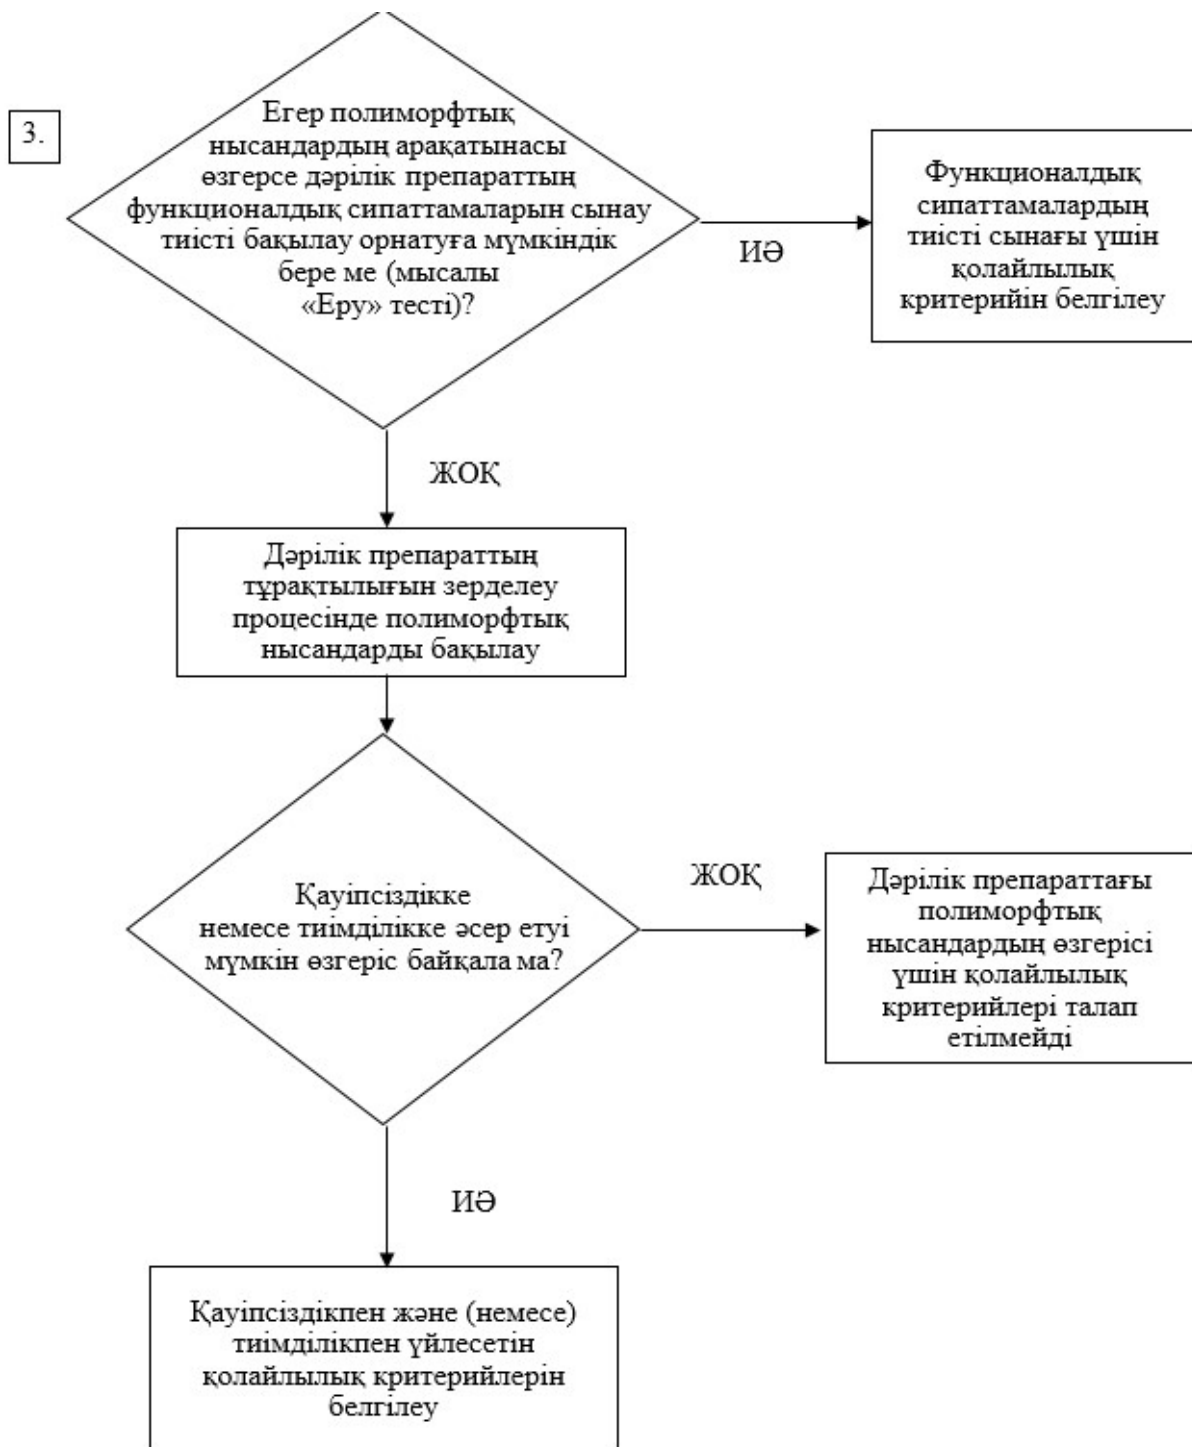 3.
Егер полиморфтық
нысандардың арақатынасы
өзгерсе дәрілік препараттың
функционалдық сипаттамаларын сынау
тиісті бақылау орнатуға мүмкіндік
бере ме (мысалы
«Еру» тесті)?
ИӘ
Функционалдық
сипаттамалардың
тиісті сынағы үшін
қолайлылық
критерийін белгілеу
ЖОҚ
Дәрілік препараттың
тұрақтылығын зерделеу
процесінде полиморфтық
нысандарды бақылау
Қауіпсіздікке
немесе тиімділікке әсер етуі
мүмкін өзгеріс байқала ма?
ЖОҚ
Дәрілік препараттағы
полиморфтық
нысандардың өзгерісі
үшін қолайлылық
критерийлері талап
етілмейді
ИӘ
Қауіпсіздікпен және (немесе)
тиімділікпен үйлесетін
қолайлылық критерийлерін
белгілеу